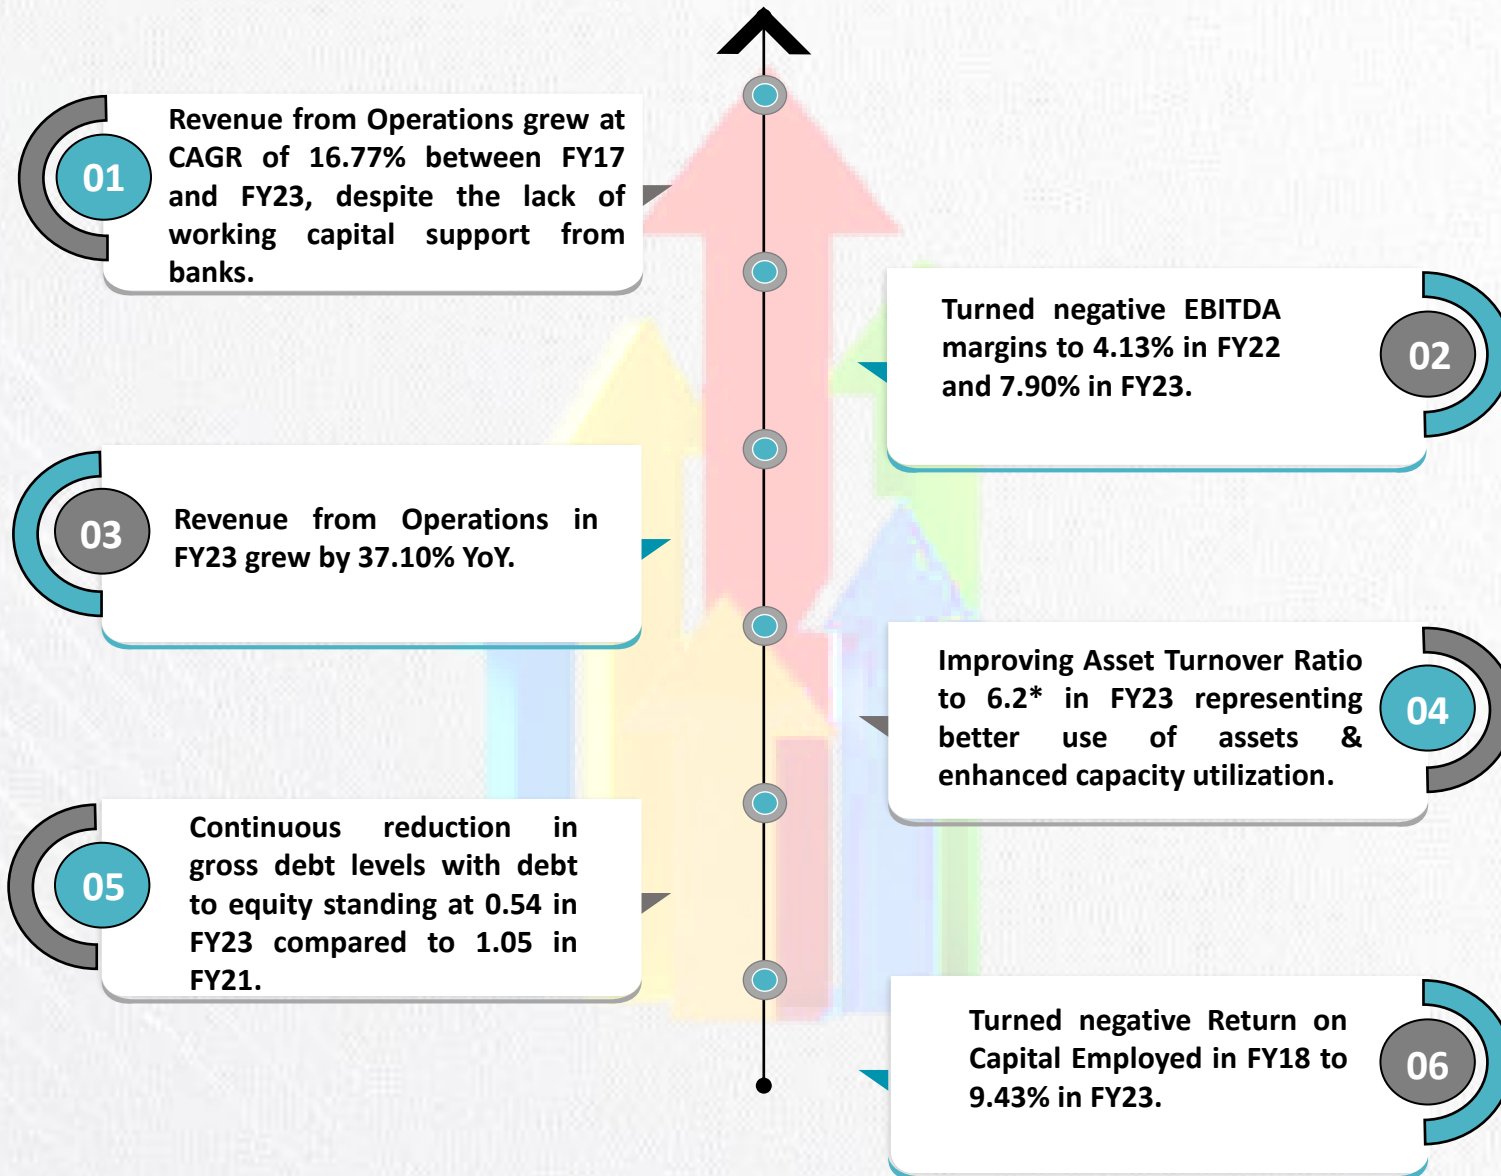 01
Revenue from Operations grew at
CAGR of 16.77% between FY17
and FY23, despite the lack of
working capital support from
banks.
Turned negative EBITDA
margins to 4.13% in FY22
and 7.90% in FY23.
02
03
Revenue from Operations in
FY23 grew by 37.10% YoY.
Improving Asset Turnover Ratio
to 6.2* in FY23 representing
better use of assets &
enhanced capacity utilization.
04
05
Continuous reduction in
gross debt levels with debt
to equity standing at 0.54 in
FY23 compared to 1.05 in
FY21.
Turned negative Return on
Capital Employed in FY18 to
9.43% in FY23.
06